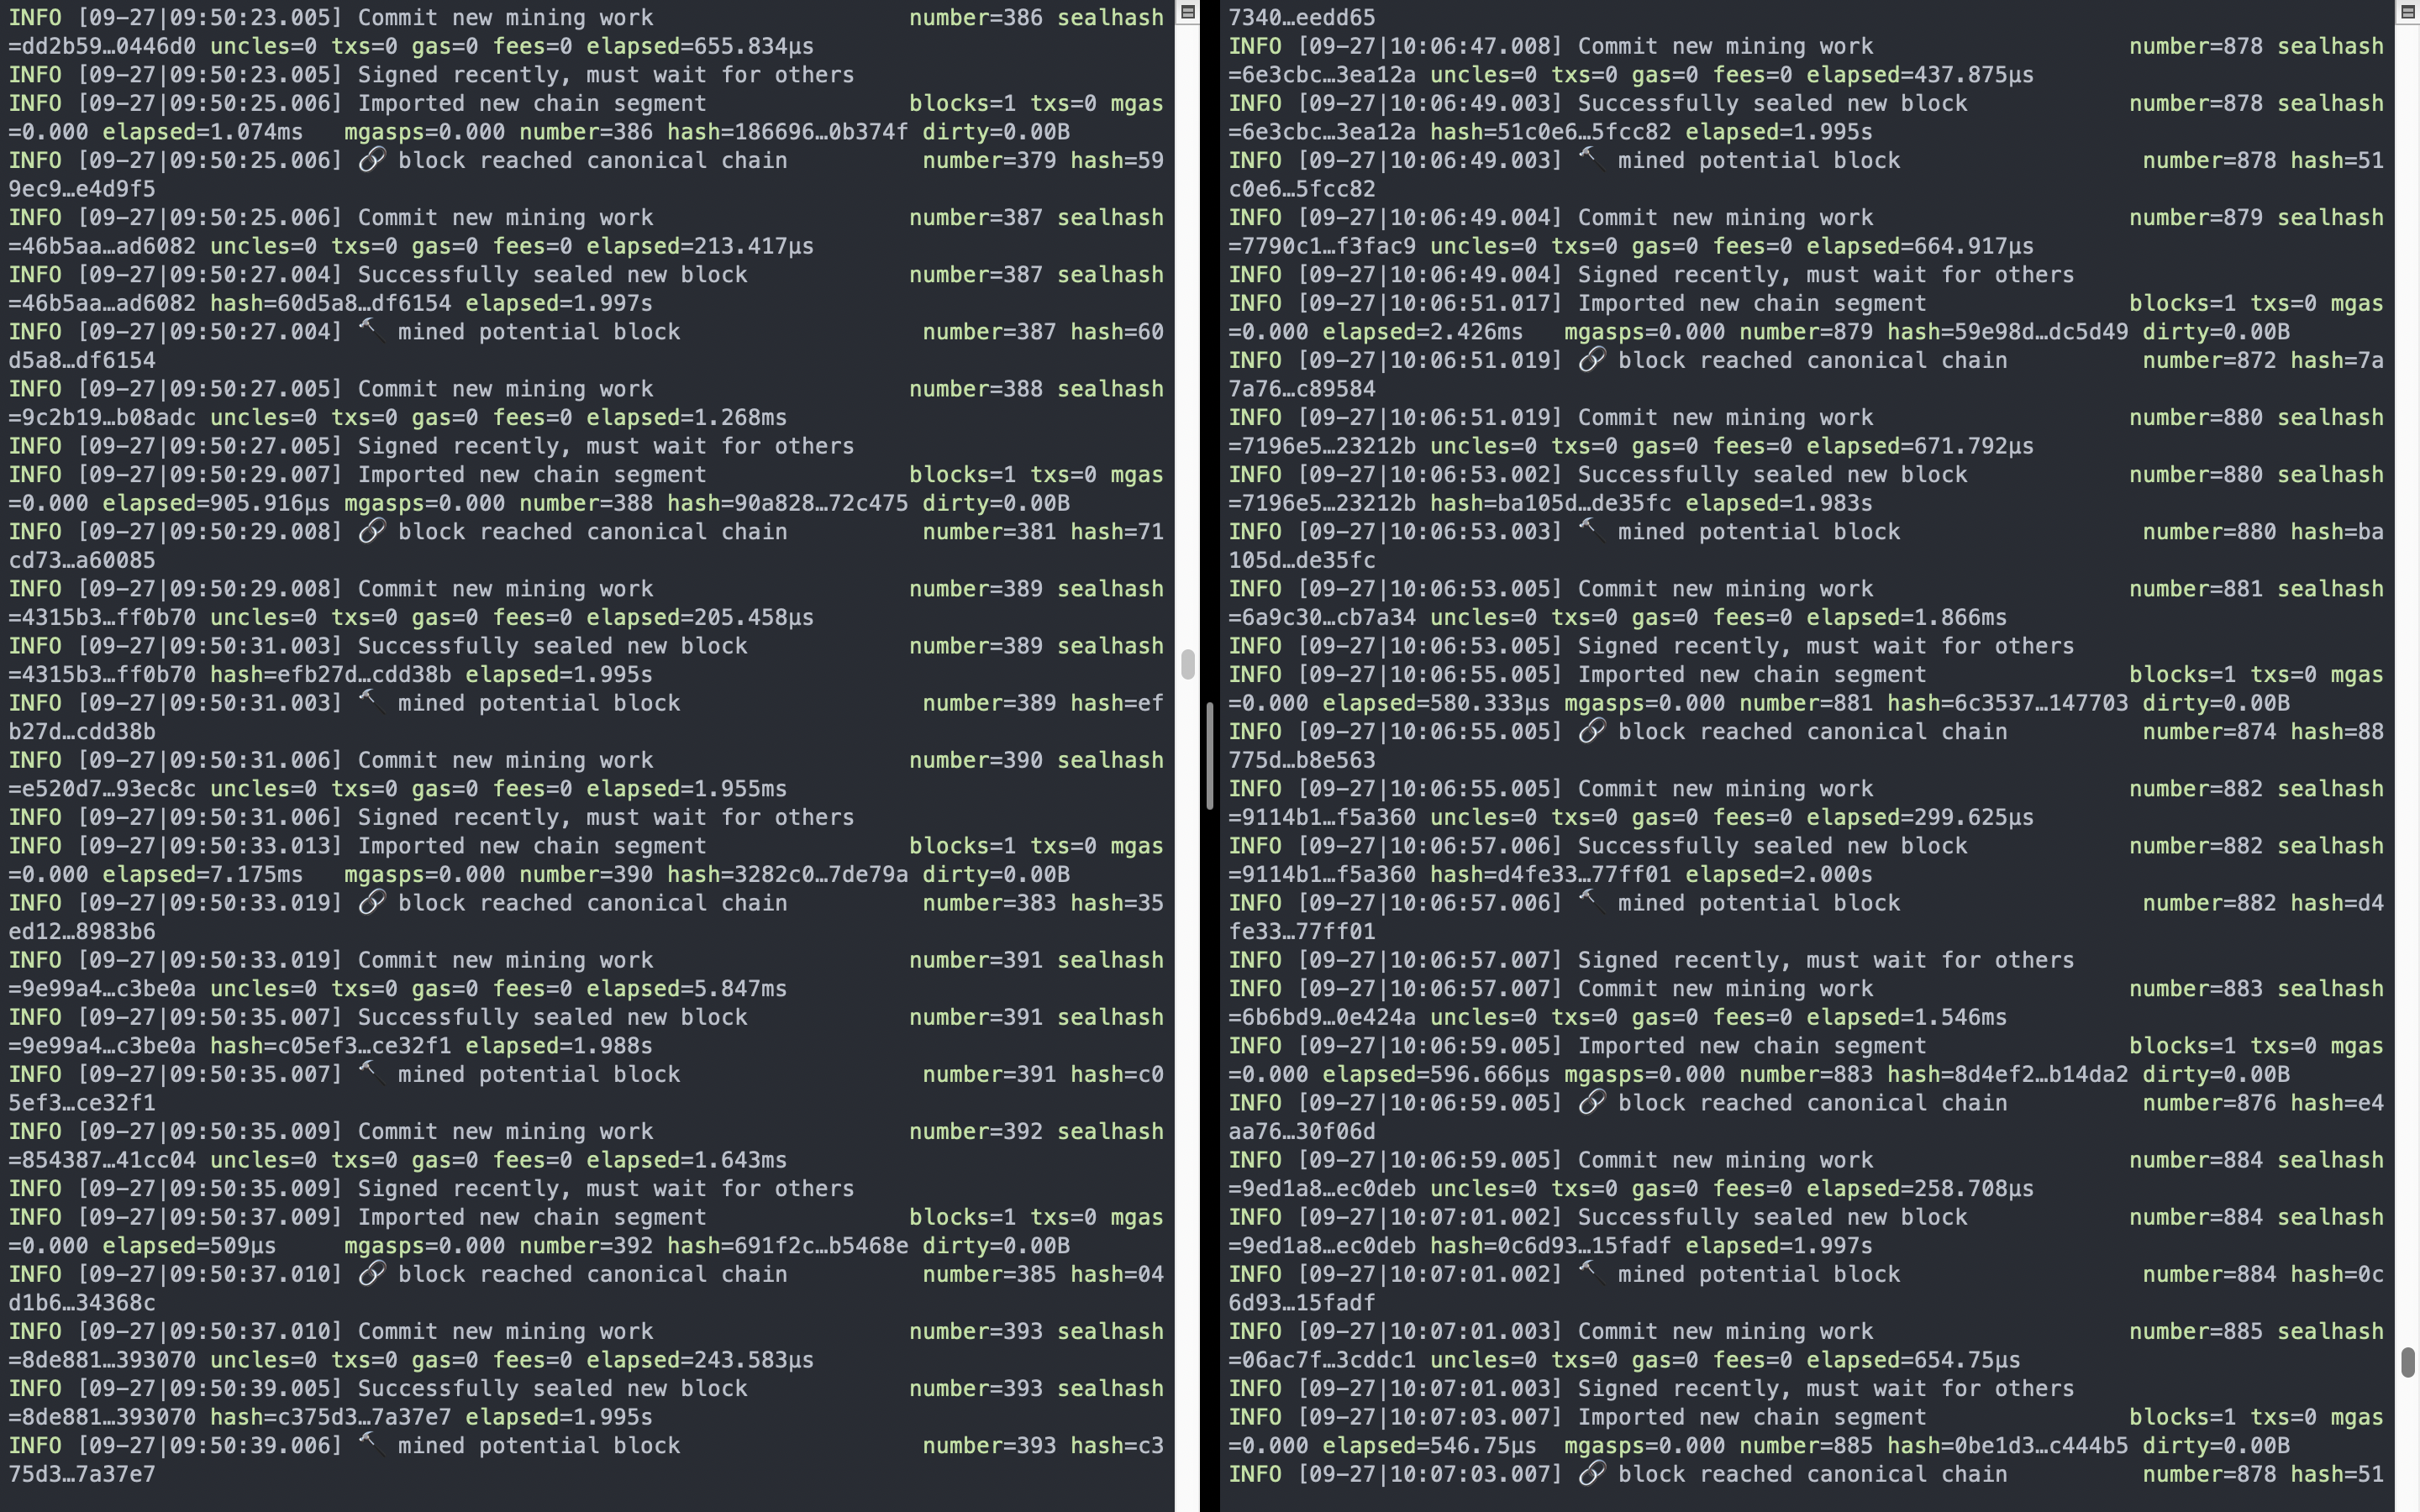 INFO [09-27|09:50:23.005] Commit new mining work number=386 sealhash
=dd2b59…0446d0 uncles=0 txs=0 gas=0 fees=0 elapsed=655.834µs
INFO [09-27|09:50:23.005] Signed recently, must wait for others
INFO [09-27|09:50:25.006] Imported new chain segment blocks=1 txs=0 mgas
=0.000 elapsed=1.074ms mgasps=0.000 number=386 hash=186696…0b374f dirty=0.00B
INFO [09-27|09:50:25.006] 🔗 block reached canonical chain number=379 hash=59
9ec9…e4d9f5
INFO [09-27|09:50:25.006] Commit new mining work number=387 sealhash
=46b5aa…ad6082 uncles=0 txs=0 gas=0 fees=0 elapsed=213.417µs
INFO [09-27|09:50:27.004] Successfully sealed new block number=387 sealhash
=46b5aa…ad6082 hash=60d5a8…df6154 elapsed=1.997s
INFO [09-27|09:50:27.004] 🔨 mined potential block number=387 hash=60
d5a8…df6154
INFO [09-27|09:50:27.005] Commit new mining work number=388 sealhash
=9c2b19…b08adc uncles=0 txs=0 gas=0 fees=0 elapsed=1.268ms
INFO [09-27|09:50:27.005] Signed recently, must wait for others
INFO [09-27|09:50:29.007] Imported new chain segment blocks=1 txs=0 mgas
=0.000 elapsed=905.916µs mgasps=0.000 number=388 hash=90a828…72c475 dirty=0.00B
INFO [09-27|09:50:29.008] 🔗 block reached canonical chain number=381 hash=71
cd73…a60085
INFO [09-27|09:50:29.008] Commit new mining work number=389 sealhash
=4315b3…ff0b70 uncles=0 txs=0 gas=0 fees=0 elapsed=205.458µs
INFO [09-27|09:50:31.003] Successfully sealed new block number=389 sealhash
=4315b3…ff0b70 hash=efb27d…cdd38b elapsed=1.995s
INFO [09-27|09:50:31.003] 🔨 mined potential block number=389 hash=ef
b27d…cdd38b
INFO [09-27|09:50:31.006] Commit new mining work number=390 sealhash
=e520d7…93ec8c uncles=0 txs=0 gas=0 fees=0 elapsed=1.955ms
INFO [09-27|09:50:31.006] Signed recently, must wait for others
INFO [09-27|09:50:33.013] Imported new chain segment blocks=1 txs=0 mgas
=0.000 elapsed=7.175ms mgasps=0.000 number=390 hash=3282c0…7de79a dirty=0.00B
INFO [09-27|09:50:33.019] 🔗 block reached canonical chain number=383 hash=35
ed12…8983b6
INFO [09-27|09:50:33.019] Commit new mining work number=391 sealhash
=9e99a4…c3be0a uncles=0 txs=0 gas=0 fees=0 elapsed=5.847ms
INFO [09-27|09:50:35.007] Successfully sealed new block number=391 sealhash
=9e99a4…c3be0a hash=c05ef3…ce32f1 elapsed=1.988s
INFO [09-27|09:50:35.007] 🔨 mined potential block number=391 hash=c0
5ef3…ce32f1
INFO [09-27|09:50:35.009] Commit new mining work number=392 sealhash
=854387…41cc04 uncles=0 txs=0 gas=0 fees=0 elapsed=1.643ms
INFO [09-27|09:50:35.009] Signed recently, must wait for others
INFO [09-27|09:50:37.009] Imported new chain segment blocks=1 txs=0 mgas
=0.000 elapsed=509µs mgasps=0.000 number=392 hash=691f2c…b5468e dirty=0.00B
INFO [09-27|09:50:37.010] 🔗 block reached canonical chain number=385 hash=04
d1b6…34368c
INFO [09-27|09:50:37.010] Commit new mining work number=393 sealhash
=8de881…393070 uncles=0 txs=0 gas=0 fees=0 elapsed=243.583µs
INFO [09-27|09:50:39.005] Successfully sealed new block number=393 sealhash
=8de881…393070 hash=c375d3…7a37e7 elapsed=1.995s
INFO [09-27|09:50:39.006] 🔨 mined potential block number=393 hash=c3
75d3…7a37e7
7340…eedd65
INFO [09-27|10:06:47.008] Commit new mining work number=878 sealhash
=6e3cbc…3ea12a uncles=0 txs=0 gas=0 fees=0 elapsed=437.875µs
INFO [09-27|10:06:49.003] Successfully sealed new block number=878 sealhash
=6e3cbc…3ea12a hash=51c0e6…5fcc82 elapsed=1.995s
INFO [09-27|10:06:49.003] 🔨 mined potential block number=878 hash=51
c0e6…5fcc82
INFO [09-27|10:06:49.004] Commit new mining work number=879 sealhash
=7790c1…f3fac9 uncles=0 txs=0 gas=0 fees=0 elapsed=664.917µs
INFO [09-27|10:06:49.004] Signed recently, must wait for others
INFO [09-27|10:06:51.017] Imported new chain segment blocks=1 txs=0 mgas
=0.000 elapsed=2.426ms mgasps=0.000 number=879 hash=59e98d…dc5d49 dirty=0.00B
INFO [09-27|10:06:51.019] 🔗 block reached canonical chain number=872 hash=7a
7a76…c89584
INFO [09-27|10:06:51.019] Commit new mining work number=880 sealhash
=7196e5…23212b uncles=0 txs=0 gas=0 fees=0 elapsed=671.792µs
INFO [09-27|10:06:53.002] Successfully sealed new block number=880 sealhash
=7196e5…23212b hash=ba105d…de35fc elapsed=1.983s
INFO [09-27|10:06:53.003] 🔨 mined potential block number=880 hash=ba
105d…de35fc
INFO [09-27|10:06:53.005] Commit new mining work number=881 sealhash
=6a9c30…cb7a34 uncles=0 txs=0 gas=0 fees=0 elapsed=1.866ms
INFO [09-27|10:06:53.005] Signed recently, must wait for others
INFO [09-27|10:06:55.005] Imported new chain segment blocks=1 txs=0 mgas
=0.000 elapsed=580.333µs mgasps=0.000 number=881 hash=6c3537…147703 dirty=0.00B
INFO [09-27|10:06:55.005] 🔗 block reached canonical chain number=874 hash=88
775d…b8e563
INFO [09-27|10:06:55.005] Commit new mining work number=882 sealhash
=9114b1…f5a360 uncles=0 txs=0 gas=0 fees=0 elapsed=299.625µs
INFO [09-27|10:06:57.006] Successfully sealed new block number=882 sealhash
=9114b1…f5a360 hash=d4fe33…77ff01 elapsed=2.000s
INFO [09-27|10:06:57.006] 🔨 mined potential block number=882 hash=d4
fe33…77ff01
INFO [09-27|10:06:57.007] Signed recently, must wait for others
INFO [09-27|10:06:57.007] Commit new mining work number=883 sealhash
=6b6bd9…0e424a uncles=0 txs=0 gas=0 fees=0 elapsed=1.546ms
INFO [09-27|10:06:59.005] Imported new chain segment blocks=1 txs=0 mgas
=0.000 elapsed=596.666µs mgasps=0.000 number=883 hash=8d4ef2…b14da2 dirty=0.00B
INFO [09-27|10:06:59.005] 🔗 block reached canonical chain number=876 hash=e4
aa76…30f06d
INFO [09-27|10:06:59.005] Commit new mining work number=884 sealhash
=9ed1a8…ec0deb uncles=0 txs=0 gas=0 fees=0 elapsed=258.708µs
INFO [09-27|10:07:01.002] Successfully sealed new block number=884 sealhash
=9ed1a8…ec0deb hash=0c6d93…15fadf elapsed=1.997s
INFO [09-27|10:07:01.002] 🔨 mined potential block number=884 hash=0c
6d93…15fadf
INFO [09-27|10:07:01.003] Commit new mining work number=885 sealhash
=06ac7f…3cddc1 uncles=0 txs=0 gas=0 fees=0 elapsed=654.75µs
INFO [09-27|10:07:01.003] Signed recently, must wait for others
INFO [09-27|10:07:03.007] Imported new chain segment blocks=1 txs=0 mgas
=0.000 elapsed=546.75µs mgasps=0.000 number=885 hash=0be1d3…c444b5 dirty=0.00B
INFO [09-27|10:07:03.007] 🔗 block reached canonical chain number=878 hash=51